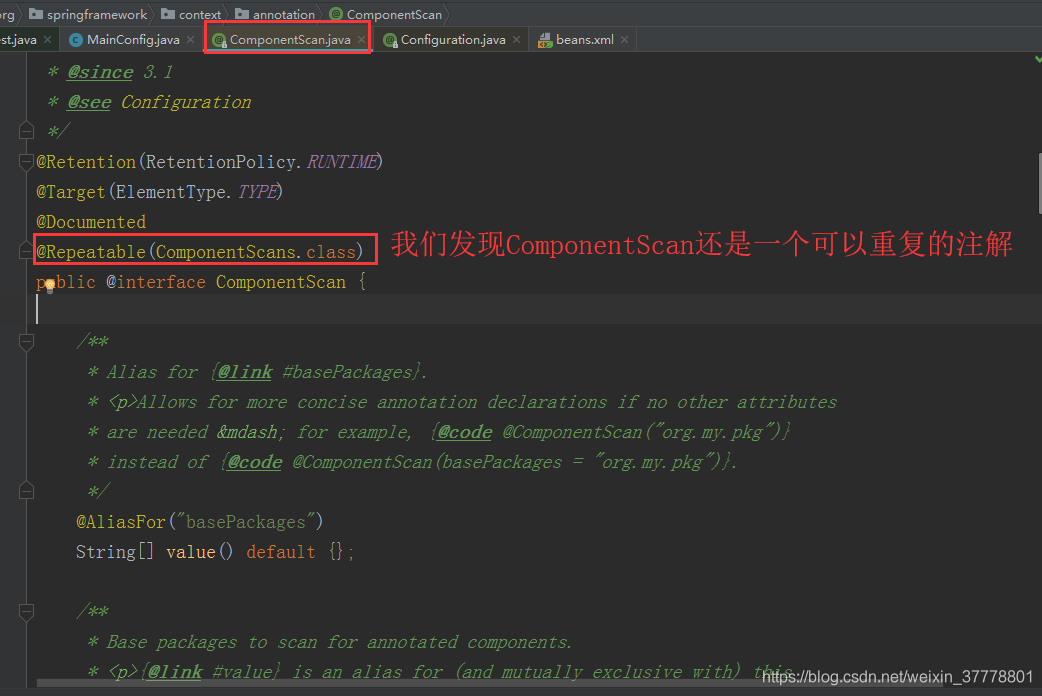 org springframework context annotation ComponentScan
est.java MainConfig.java ComponentScan.java Configuration.java beans.xml
* @since 3.1
* @see Configuration
*/
@Retention(RetentionPolicy.RUNTIME)
@Target(ElementType.TYPE)
@Documented
@Repeatable(ComponentScans.class) 我们发现ComponentScan还是一个可以重复的注解
public @interface ComponentScan {
/**
* Alias for {@link #basePackages}.
* <p>Allows for more concise annotation declarations if no other attributes
* are needed &mdash; for example, {@code @ComponentScan("org.my.pkg")}
* instead of {@code @ComponentScan(basePackages = "org.my.pkg")}.
*/
@AliasFor("basePackages")
String[] value() default {};
/**
* Base packages to scan for annotated components.
* <p>{@link #value} is an alias for (and mutually exclusive with) this
https://blog.csdn.net/weixin_37778801